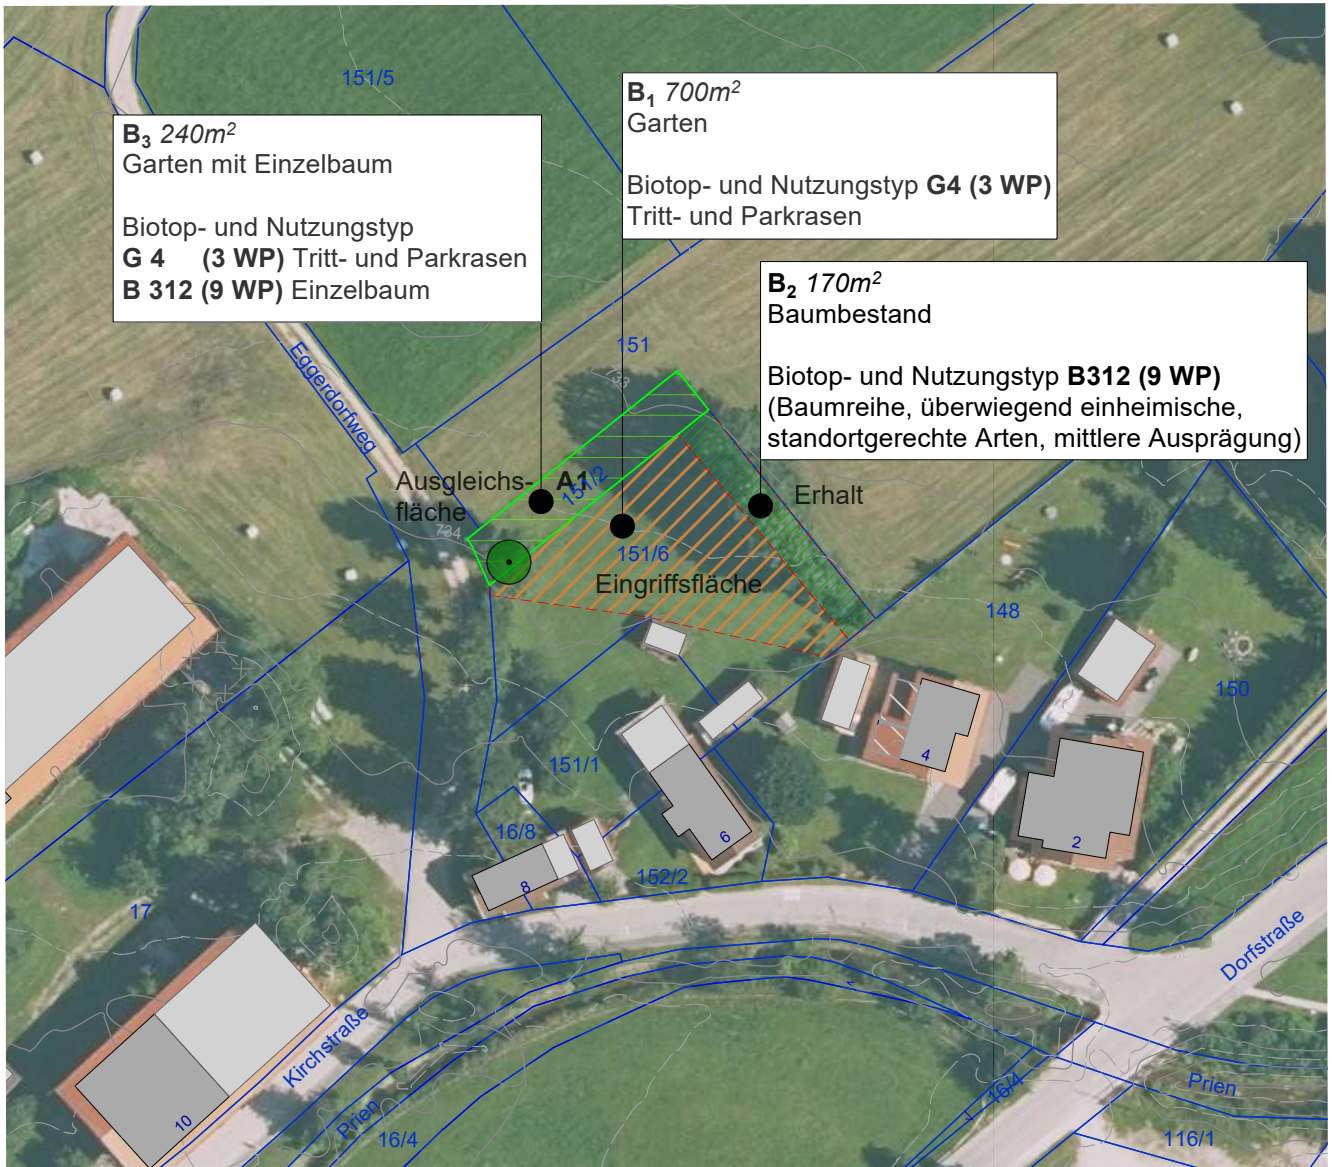 151/5
B1 700m2
Garten
Biotop- und Nutzungstyp G4 (3 WP)
Tritt- und Parkrasen
B3 240m2
Garten mit Einzelbaum
Biotop- und Nutzungstyp
G 4 (3 WP) Tritt- und Parkrasen
B 312 (9 WP) Einzelbaum
B2 170m2
Baumbestand
Biotop- und Nutzungstyp B312 (9 WP)
(Baumreihe, überwiegend einheimische,
standortgerechte Arten, mittlere Ausprägung)
151
733
Eggerdorfweg
Ausgleichs-
fläche
A1
151/2
Erhalt
734
151/6
Eingriffsfläche
148
150
151/1
4
16/8
6
2
8
152/2
17
Dorfstraße
Kirchstraße
10
Prien
16/4
16/4
Prien
116/1